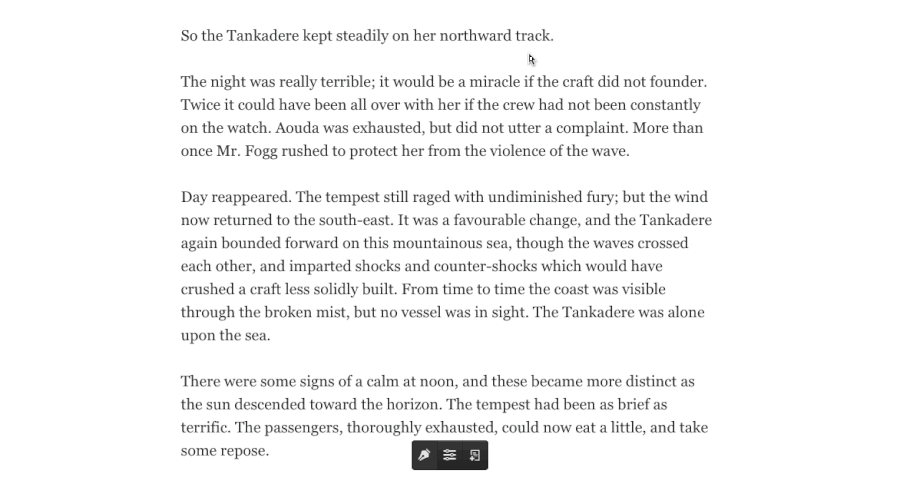 So the Tankadere kept steadily on her northward track.
The night was really terrible; it would be a miracle if the craft did not founder.
Twice it could have been all over with her if the crew had not been constantly
on the watch. Aouda was exhausted, but did not utter a complaint. More than
once Mr. Fogg rushed to protect her from the violence of the wave.
Day reappeared. The tempest still raged with undiminished fury; but the wind
now returned to the south-east. It was a favourable change, and the Tankadere
again bounded forward on this mountainous sea, though the waves crossed
each other, and imparted shocks and counter-shocks which would have
crushed a craft less solidly built. From time to time the coast was visible
through the broken mist, but no vessel was in sight. The Tankadere was alone
upon the sea.
There were some signs of a calm at noon, and these became more distinct as
the sun descended toward the horizon. The tempest had been as brief as
terrific. The passengers, thoroughly exhausted, could now eat a little, and take
some repose.